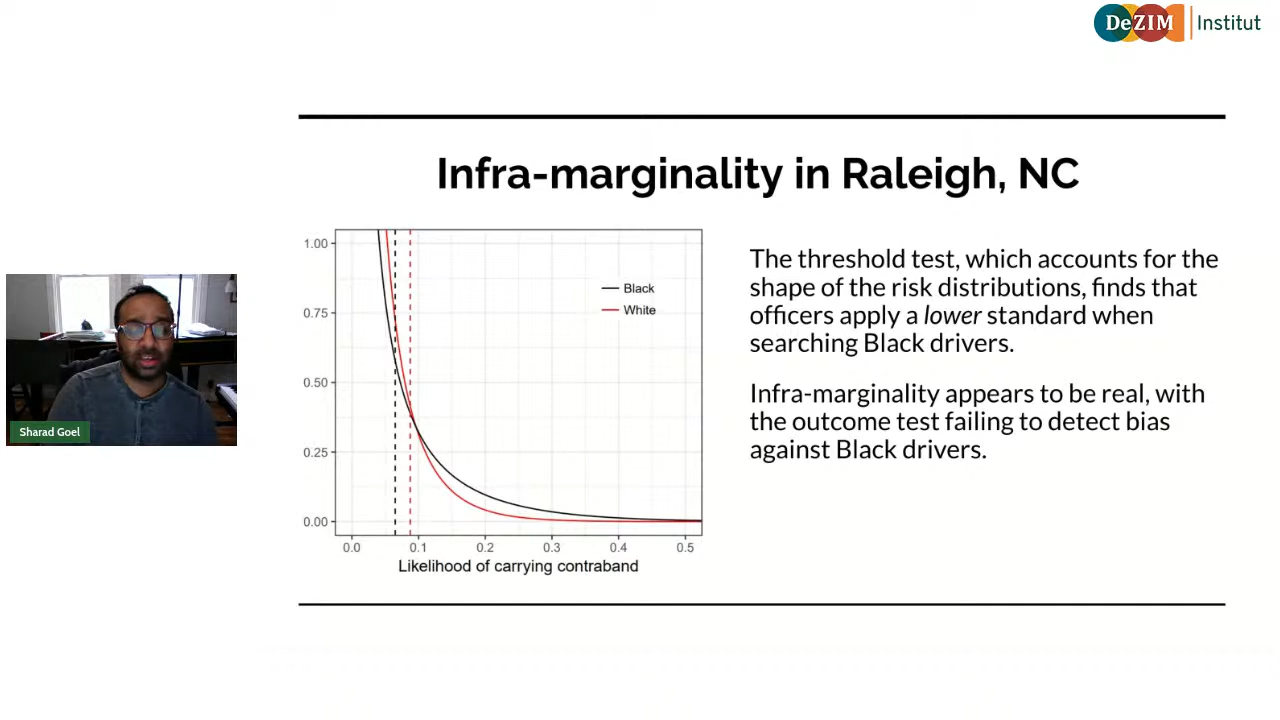 DeZIM Institut
Infra-marginality in Raleigh, NC
1.00
0.75
0.50
0.25
0.00
Black
White
0.0 0.1 0.2 0.3 0.4 0.5
Likelihood of carrying contraband
The threshold test, which accounts for the
shape of the risk distributions, finds that
officers apply a lower standard when
searching Black drivers.
Infra-marginality appears to be real, with
the outcome test failing to detect bias
against Black drivers.
Sharad Goel